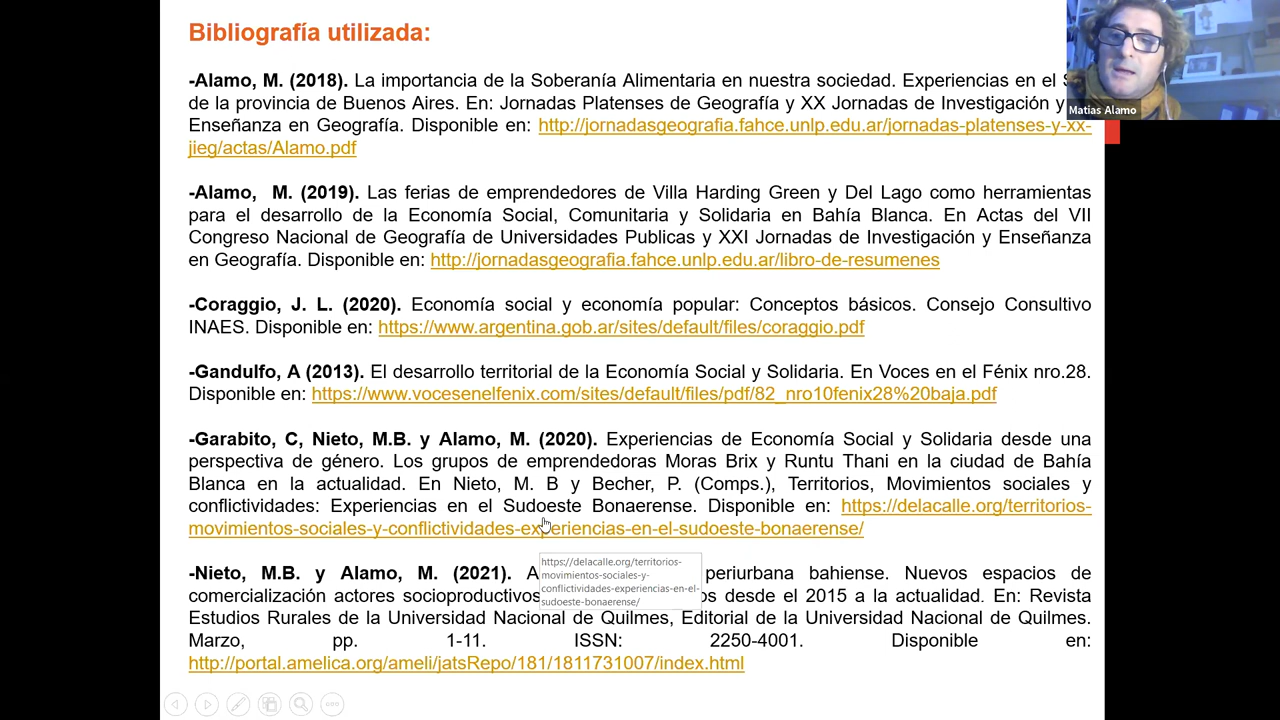 Bibliografía utilizada:
-Alamo, M. (2018). La importancia de la Soberanía Alimentaria en nuestra sociedad. Experiencias en el
de la provincia de Buenos Aires. En: Jornadas Platenses de Geografía y XX Jornadas de Investigación y
Enseñanza en Geografía. Disponible en: http://jornadasgeografia.fahce.unlp.edu.ar/jornadas-platenses-y-xx-
jieg/actas/Alamo.pdf
Matias Alamo
-Alamo, M. (2019). Las ferias de emprendedores de Villa Harding Green y Del Lago como herramientas
para el desarrollo de la Economía Social, Comunitaria y Solidaria en Bahía Blanca. En Actas del VII
Congreso Nacional de Geografía de Universidades Publicas y XXI Jornadas de Investigación y Enseñanza
en Geografía. Disponible en: http://jornadasgeografia.fahce.unlp.edu.ar/libro-de-resumenes
-Coraggio, J. L. (2020). Economía social y economía popular: Conceptos básicos. Consejo Consultivo
INAES. Disponible en: https://www.argentina.gob.ar/sites/default/files/coraggio.pdf
-Gandulfo, A (2013). El desarrollo territorial de la Economía Social y Solidaria. En Voces en el Fénix nro.28.
Disponible en: https://www.vocesenelfenix.com/sites/default/files/pdf/82_nro10fenix28%20baja.pdf
-Garabito, C, Nieto, M.B. y Alamo, M. (2020). Experiencias de Economía Social y Solidaria desde una
perspectiva de género. Los grupos de emprendedoras Moras Brix y Runtu Thani en la ciudad de Bahía
Blanca en la actualidad. En Nieto, M. B y Becher, P. (Comps.), Territorios, Movimientos sociales y
conflictividades: Experiencias en el Sudoeste Bonaerense. Disponible en: https://delacalle.org/territorios-
movimientos-sociales-y-conflictividades-experiencias-en-el-sudoeste-bonaerense/
https://delacalle.org/territorios-
movimientos-sociales-y-
conflictividades-experiencias-en-el-
sudoeste-bonaerense/
-Nieto, M.B. y Alamo, M. (2021). periurbana bahiense. Nuevos espacios de
comercialización actores socioproductivos desde el 2015 a la actualidad. En: Revista
Estudios Rurales de la Universidad Nacional de Quilmes, Editorial de la Universidad Nacional de Quilmes.
Marzo, pp. 1-11. ISSN: 2250-4001. Disponible en:
http://portal.amelica.org/ameli/jatsRepo/181/1811731007/index.html